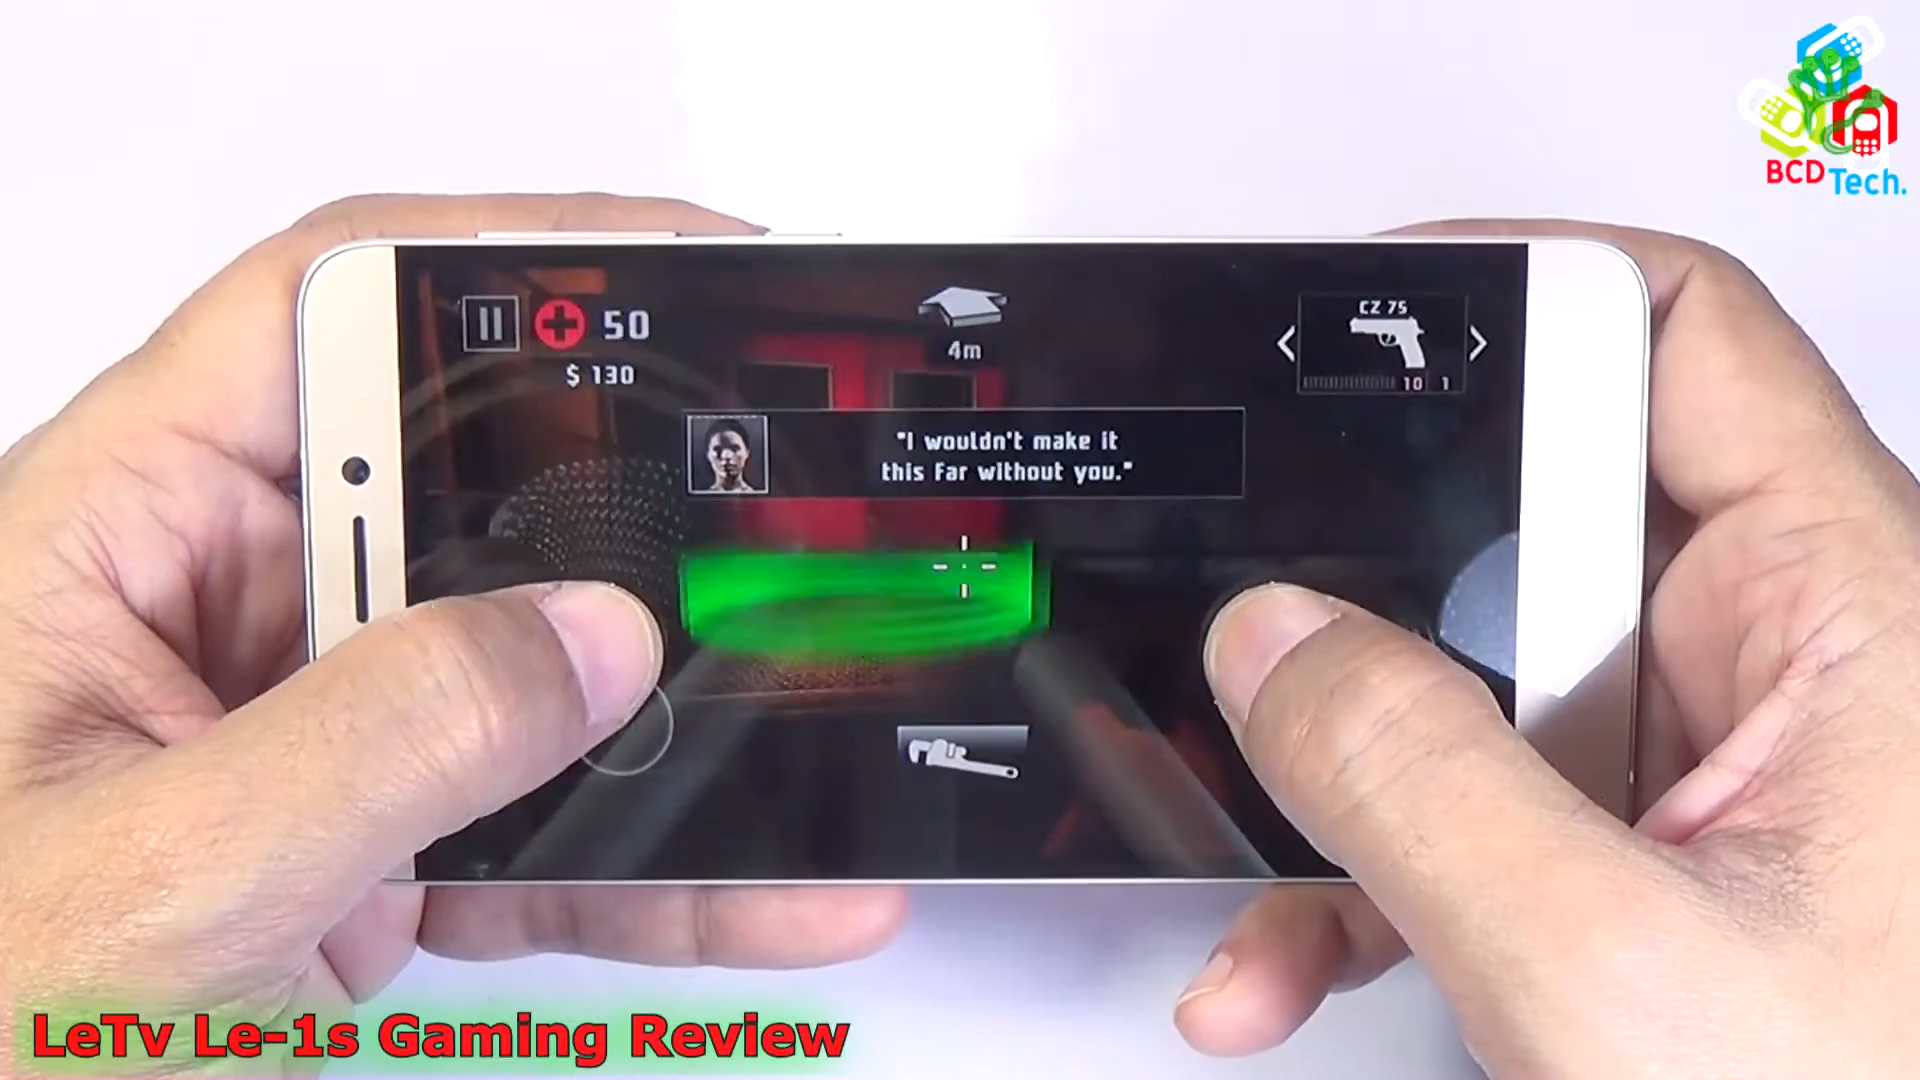 BCD Tech.
50
$ 130
4m
CZ 75
10 1
"I wouldn't make it
this far without you."
LeTv Le-1s Gaming Review